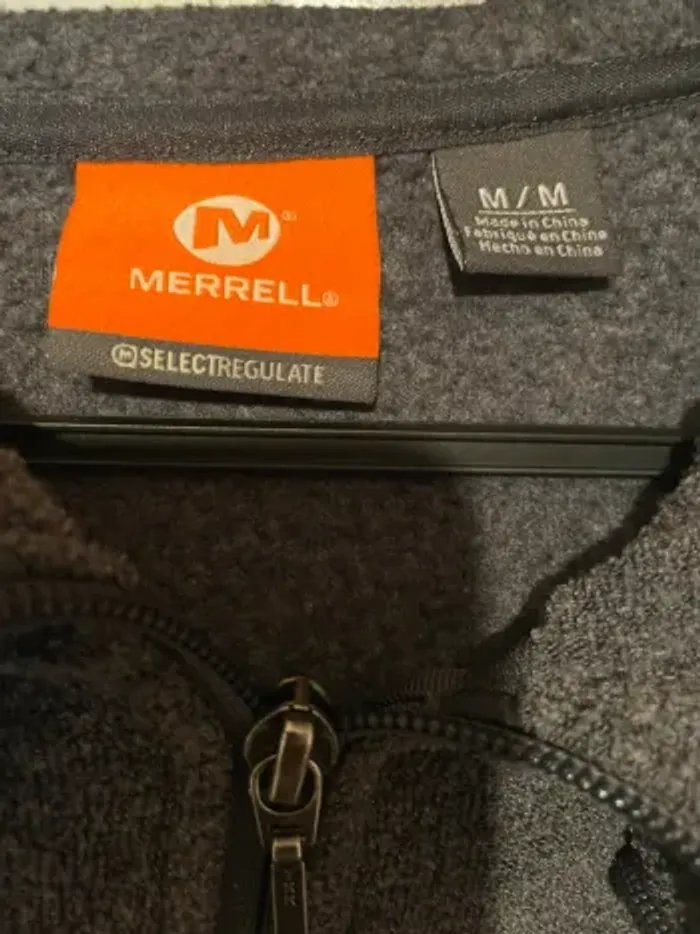 M®
MERRELL®
M SELECTREGULATE
M/M
Made in China
Fabriqué en Chine
Hecho en China